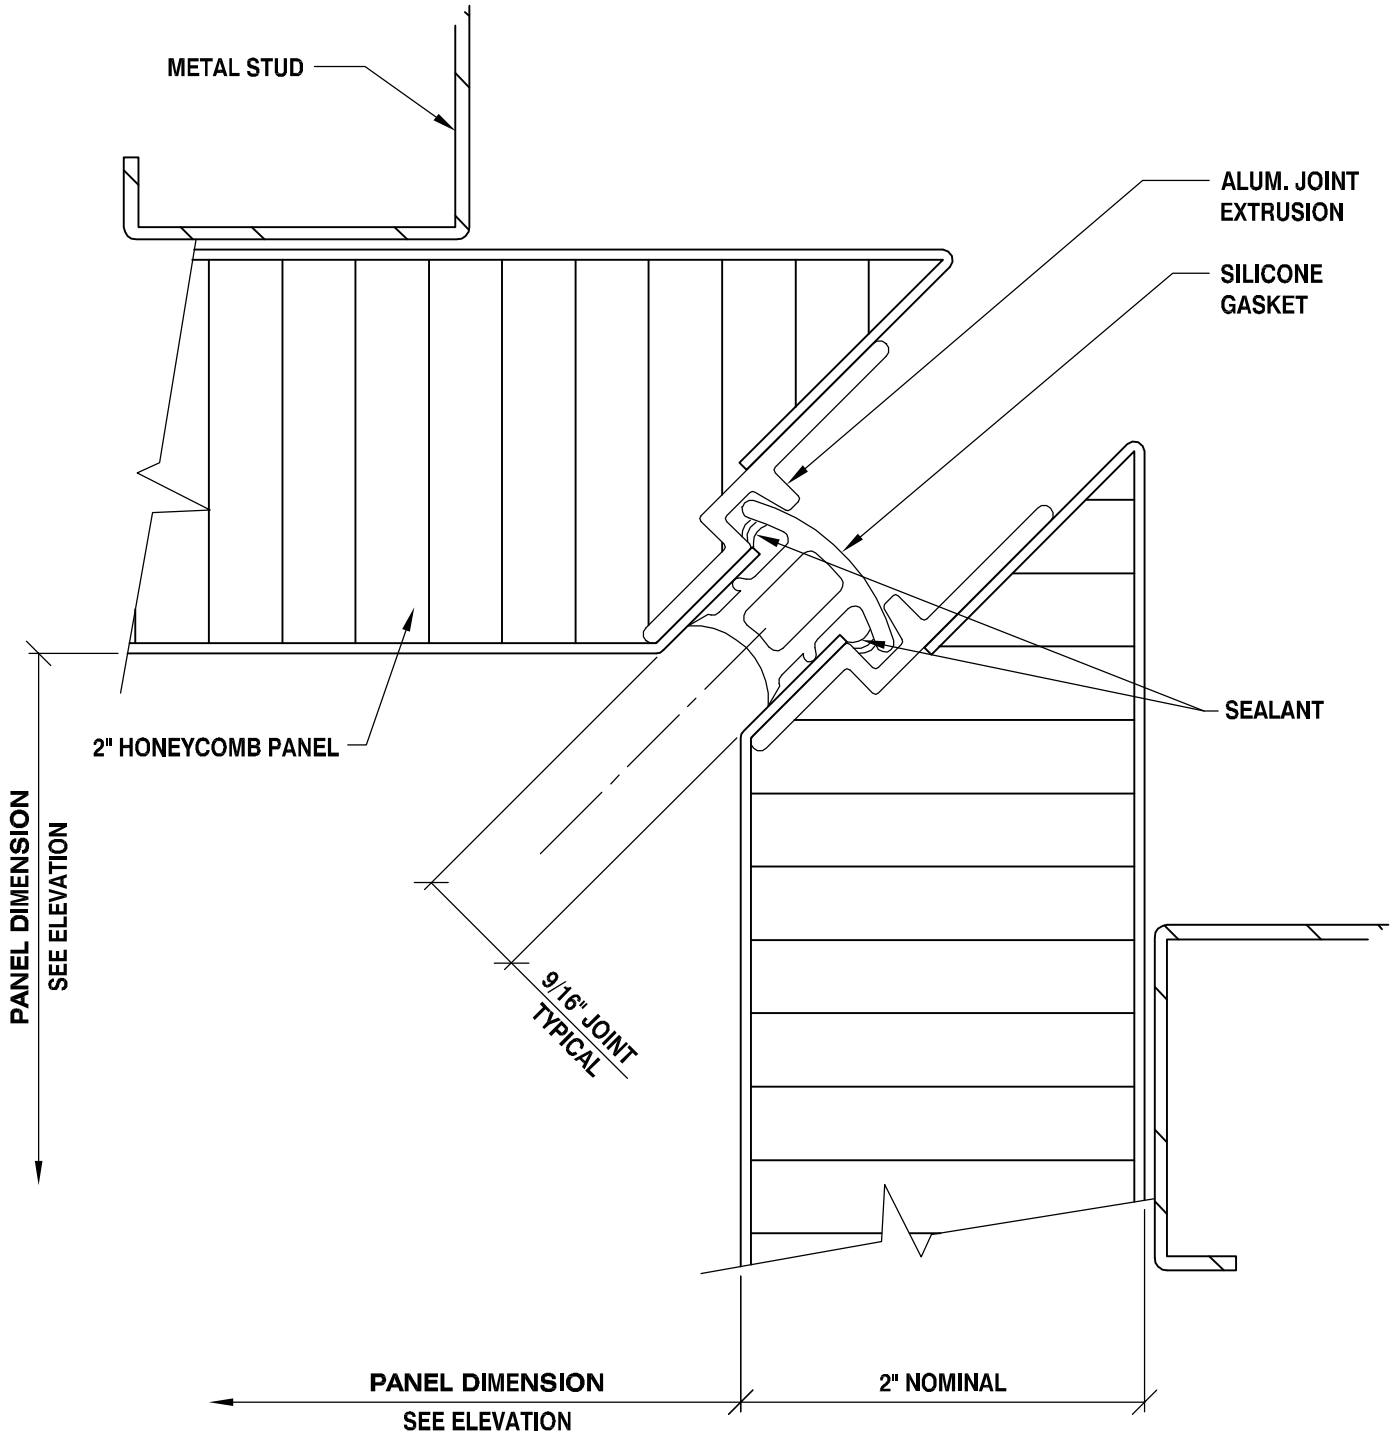 METAL STUD
ALUM. JOINT
EXTRUSION
SILICONE
GASKET
SEALANT
2" HONEYCOMB PANEL
PANEL DIMENSION
SEE ELEVATION
9/16" JOINT
TYPICAL
PANEL DIMENSION
SEE ELEVATION
2" NOMINAL